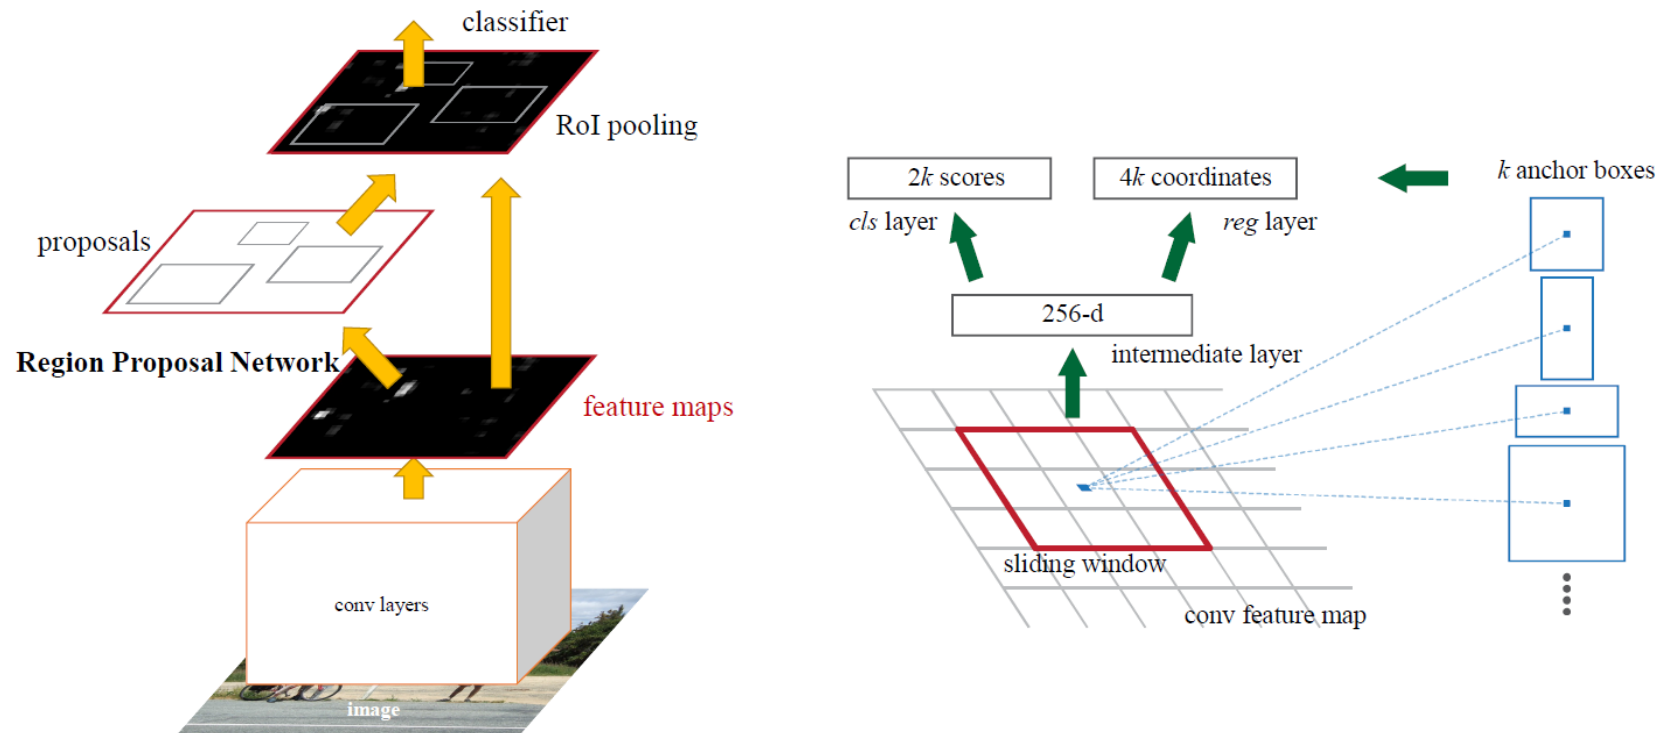 classifier
RoI pooling
proposals
Region Proposal Network
feature maps
conv layers
image
2k scores
4k coordinates
k anchor boxes
cls layer
reg layer
256-d
intermediate layer
sliding window
conv feature map